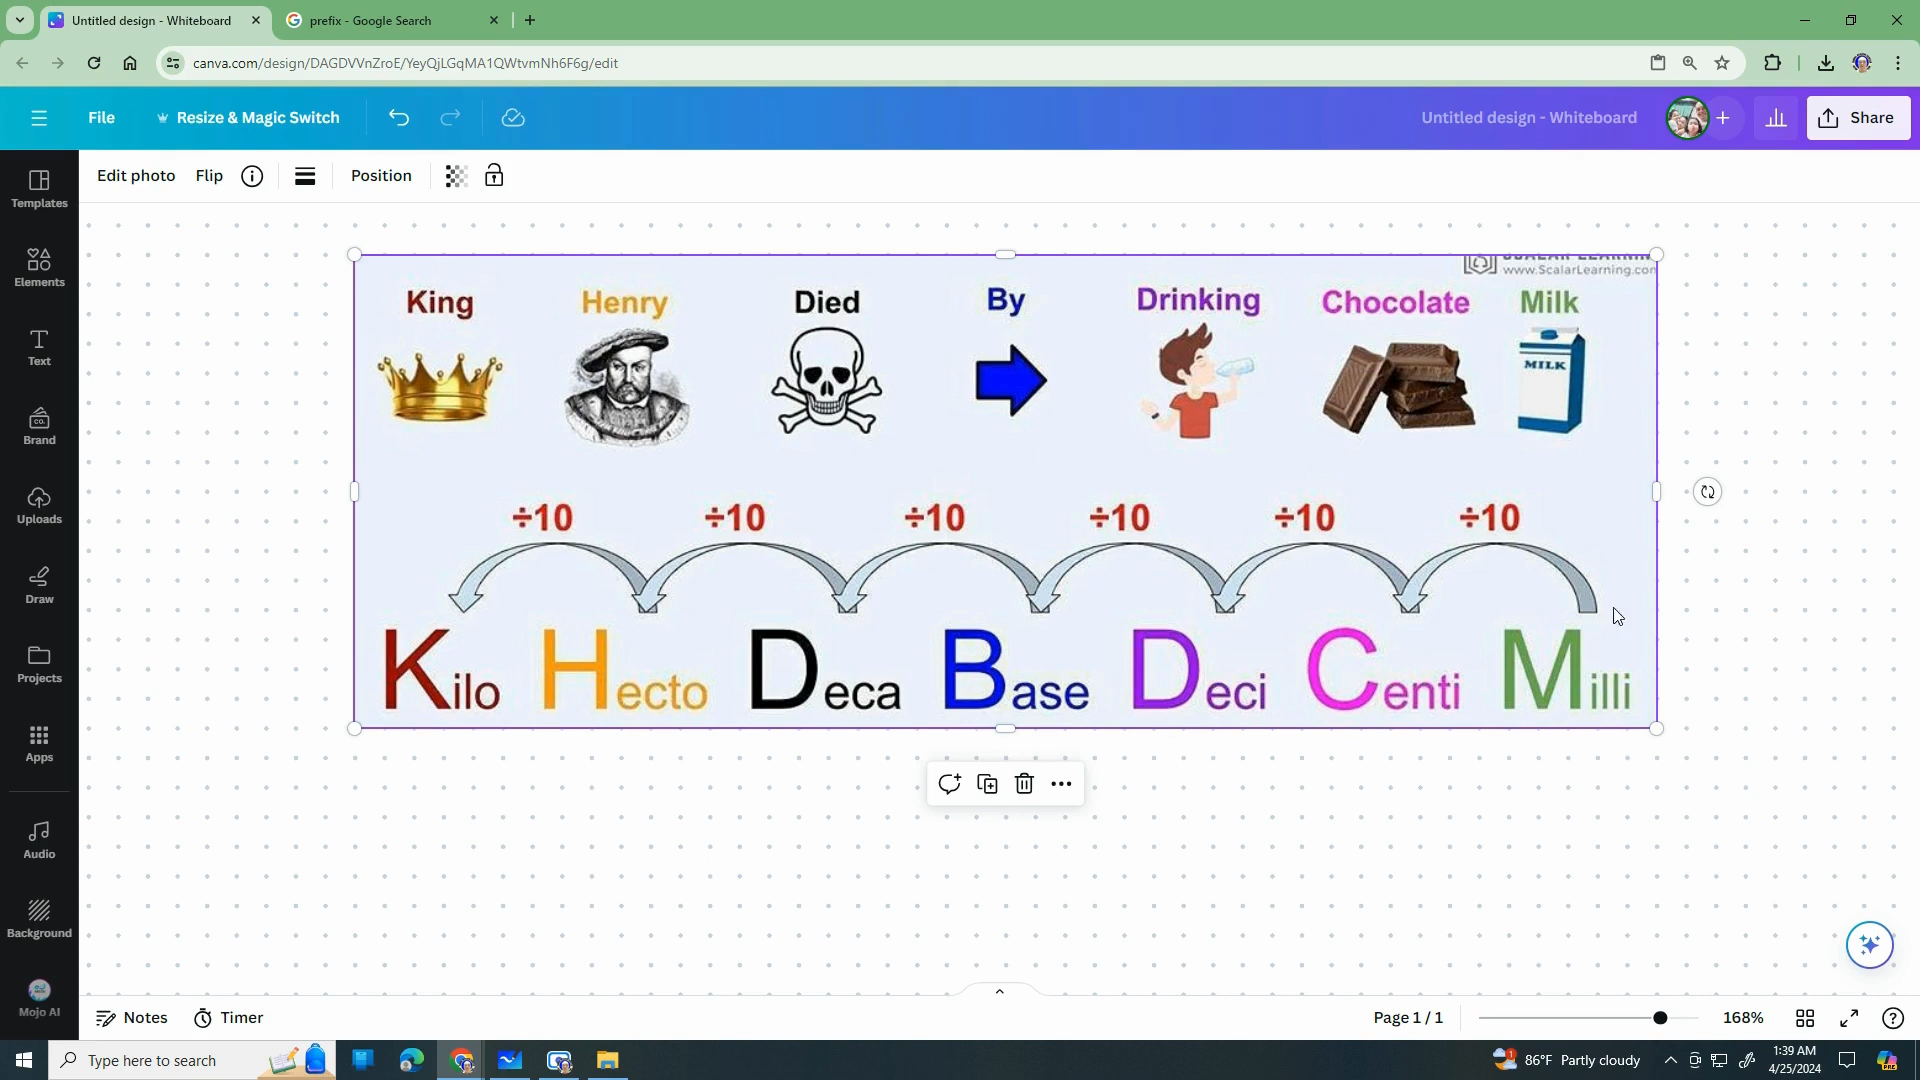 Untitled design - Whiteboard
prefix - Google Search
canva.com/design/DAGDVVnZroE/YeyQjLGqMA1QWtvmNh6F6g/edit
File
Resize & Magic Switch
Untitled design - Whiteboard
Share
Templates
Elements
Text
Brand
Uploads
Draw
Projects
Apps
Audio
Background
Mojo AI
Edit photo
Flip
Position
SCALAR LEARNIN
www.ScalarLearning.con
King Henry Died By Drinking Chocolate Milk
MILK
÷10 ÷10 ÷10 ÷10 ÷10 ÷10
Kilo Hecto Deca Base Deci Centi Milli
Notes
Timer
Page 1 / 1
168%
Type here to search
86°F Partly cloudy
1:39 AM
4/25/2024